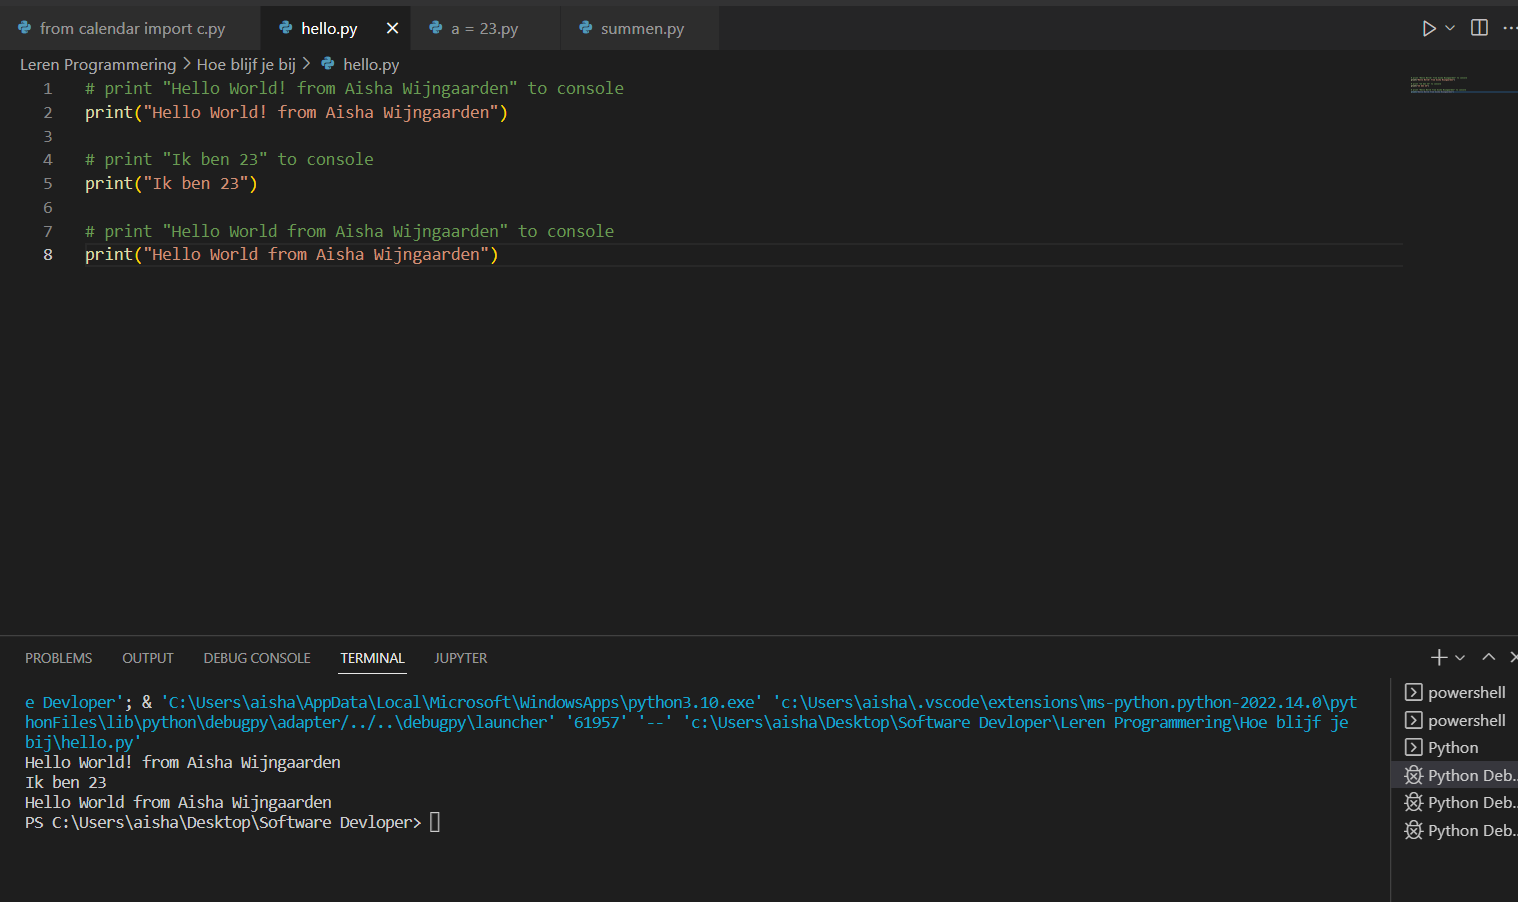 from calendar import c.py hello.py a = 23.py summen.py
Leren Programmering > Hoe blijf je bij > hello.py
1 # print "Hello World! from Aisha Wijngaarden" to console
2 print("Hello World! from Aisha Wijngaarden")
3
4 # print "Ik ben 23" to console
5 print("Ik ben 23")
6
7 # print "Hello World from Aisha Wijngaarden" to console
8 print("Hello World from Aisha Wijngaarden")
PROBLEMS OUTPUT DEBUG CONSOLE TERMINAL JUPYTER
e Devloper'; & 'C:\Users\aisha\AppData\Local\Microsoft\WindowsApps\python3.10.exe' 'c:\Users\aisha\.vscode\extensions\ms-python.python-2022.14.0\pyt
honFiles\lib\python\debugpy\adapter/../..\debugpy\launcher' '61957' '--' 'c:\Users\aisha\Desktop\Software Devloper\Leren Programmering\Hoe blijf je
bij\hello.py'
Hello World! from Aisha Wijngaarden
Ik ben 23
Hello World from Aisha Wijngaarden
PS C:\Users\aisha\Desktop\Software Devloper>
powershell
powershell
Python
Python Deb...
Python Deb...
Python Deb...